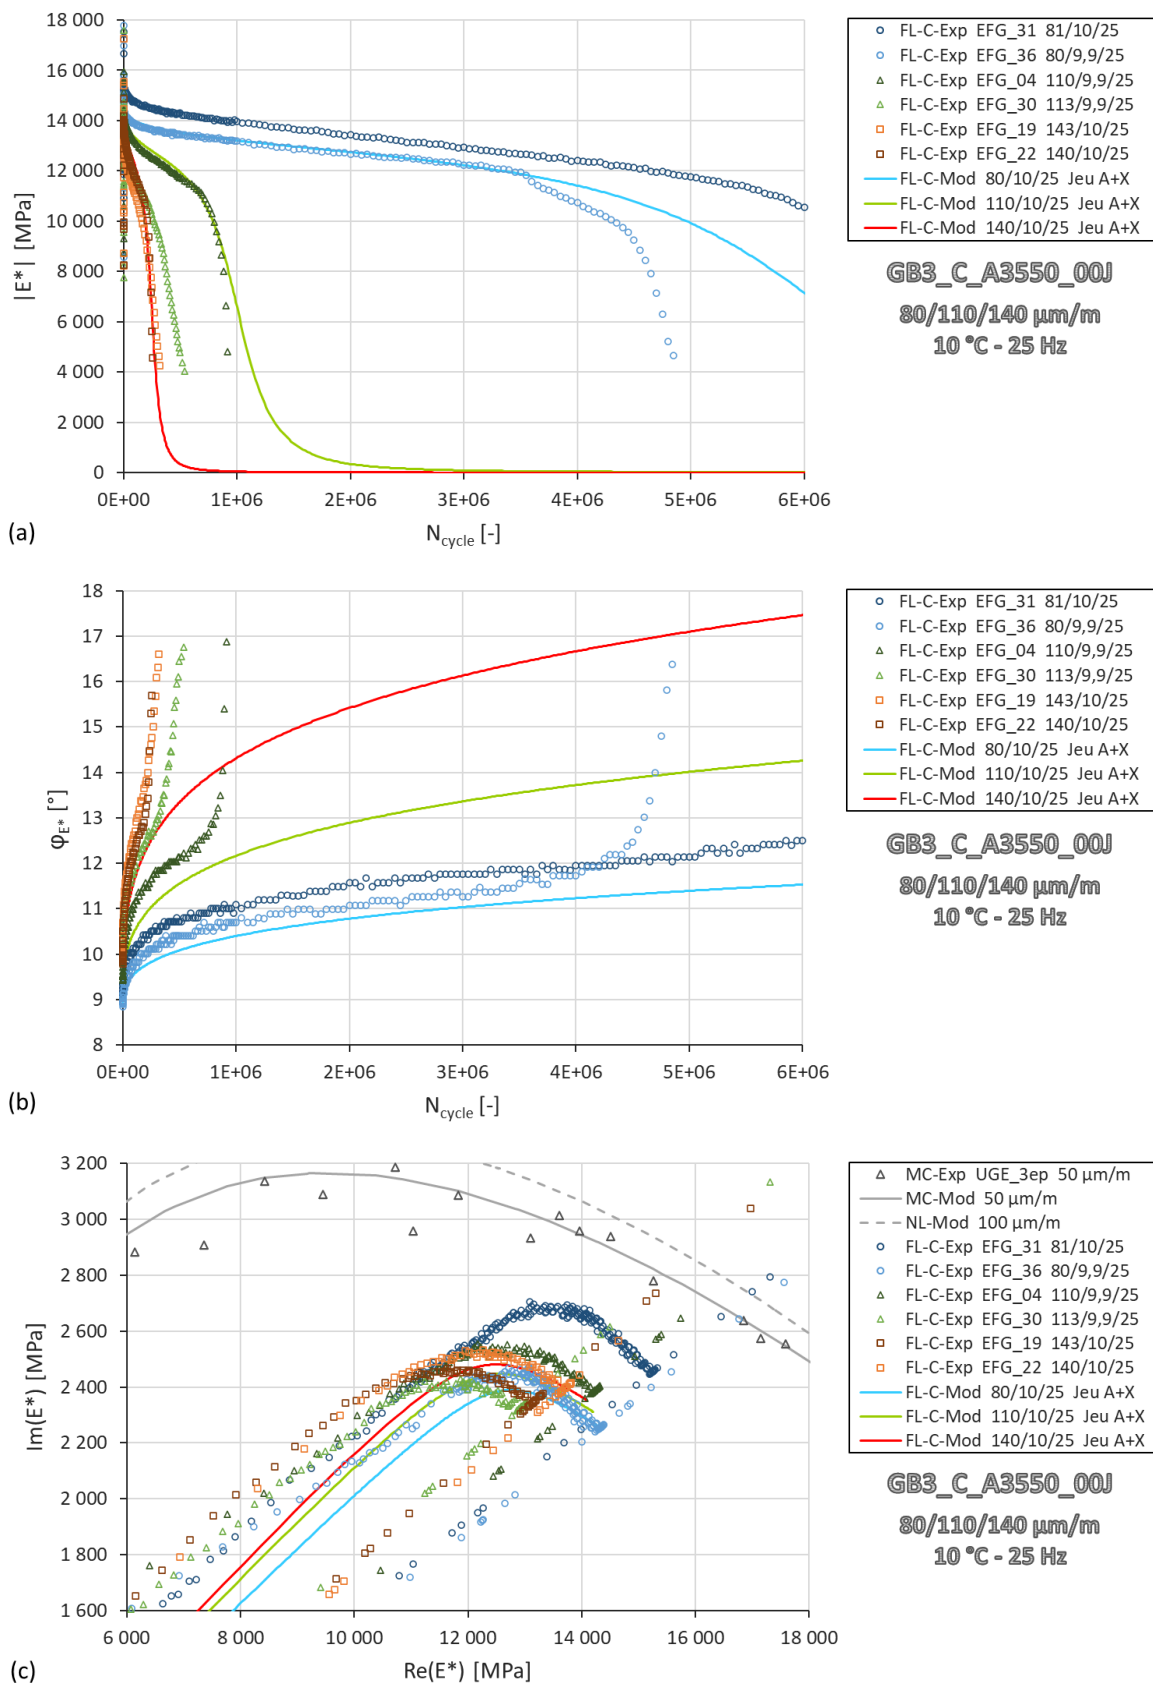 18 000
16 000
14 000
12 000
10 000
8 000
6 000
4 000
2 000
0
|E*| [MPa]
0E+00 1E+06 2E+06 3E+06 4E+06 5E+06 6E+06
N_cycle [-]
(a)
FL-C-Exp EFG_31 81/10/25
FL-C-Exp EFG_36 80/9,9/25
FL-C-Exp EFG_04 110/9,9/25
FL-C-Exp EFG_30 113/9,9/25
FL-C-Exp EFG_19 143/10/25
FL-C-Exp EFG_22 140/10/25
FL-C-Mod 80/10/25 Jeu A+X
FL-C-Mod 110/10/25 Jeu A+X
FL-C-Mod 140/10/25 Jeu A+X
GB3_C_A3550_00J
80/110/140 µm/m
10 °C - 25 Hz
18
17
16
15
14
13
12
11
10
9
8
φE* [°]
0E+00 1E+06 2E+06 3E+06 4E+06 5E+06 6E+06
N_cycle [-]
(b)
FL-C-Exp EFG_31 81/10/25
FL-C-Exp EFG_36 80/9,9/25
FL-C-Exp EFG_04 110/9,9/25
FL-C-Exp EFG_30 113/9,9/25
FL-C-Exp EFG_19 143/10/25
FL-C-Exp EFG_22 140/10/25
FL-C-Mod 80/10/25 Jeu A+X
FL-C-Mod 110/10/25 Jeu A+X
FL-C-Mod 140/10/25 Jeu A+X
GB3_C_A3550_00J
80/110/140 µm/m
10 °C - 25 Hz
3 200
3 000
2 800
2 600
2 400
2 200
2 000
1 800
1 600
Im(E*) [MPa]
6 000 8 000 10 000 12 000 14 000 16 000 18 000
Re(E*) [MPa]
(c)
MC-Exp UGE_3ep 50 µm/m
MC-Mod 50 µm/m
NL-Mod 100 µm/m
FL-C-Exp EFG_31 81/10/25
FL-C-Exp EFG_36 80/9,9/25
FL-C-Exp EFG_04 110/9,9/25
FL-C-Exp EFG_30 113/9,9/25
FL-C-Exp EFG_19 143/10/25
FL-C-Exp EFG_22 140/10/25
FL-C-Mod 80/10/25 Jeu A+X
FL-C-Mod 110/10/25 Jeu A+X
FL-C-Mod 140/10/25 Jeu A+X
GB3_C_A3550_00J
80/110/140 µm/m
10 °C - 25 Hz